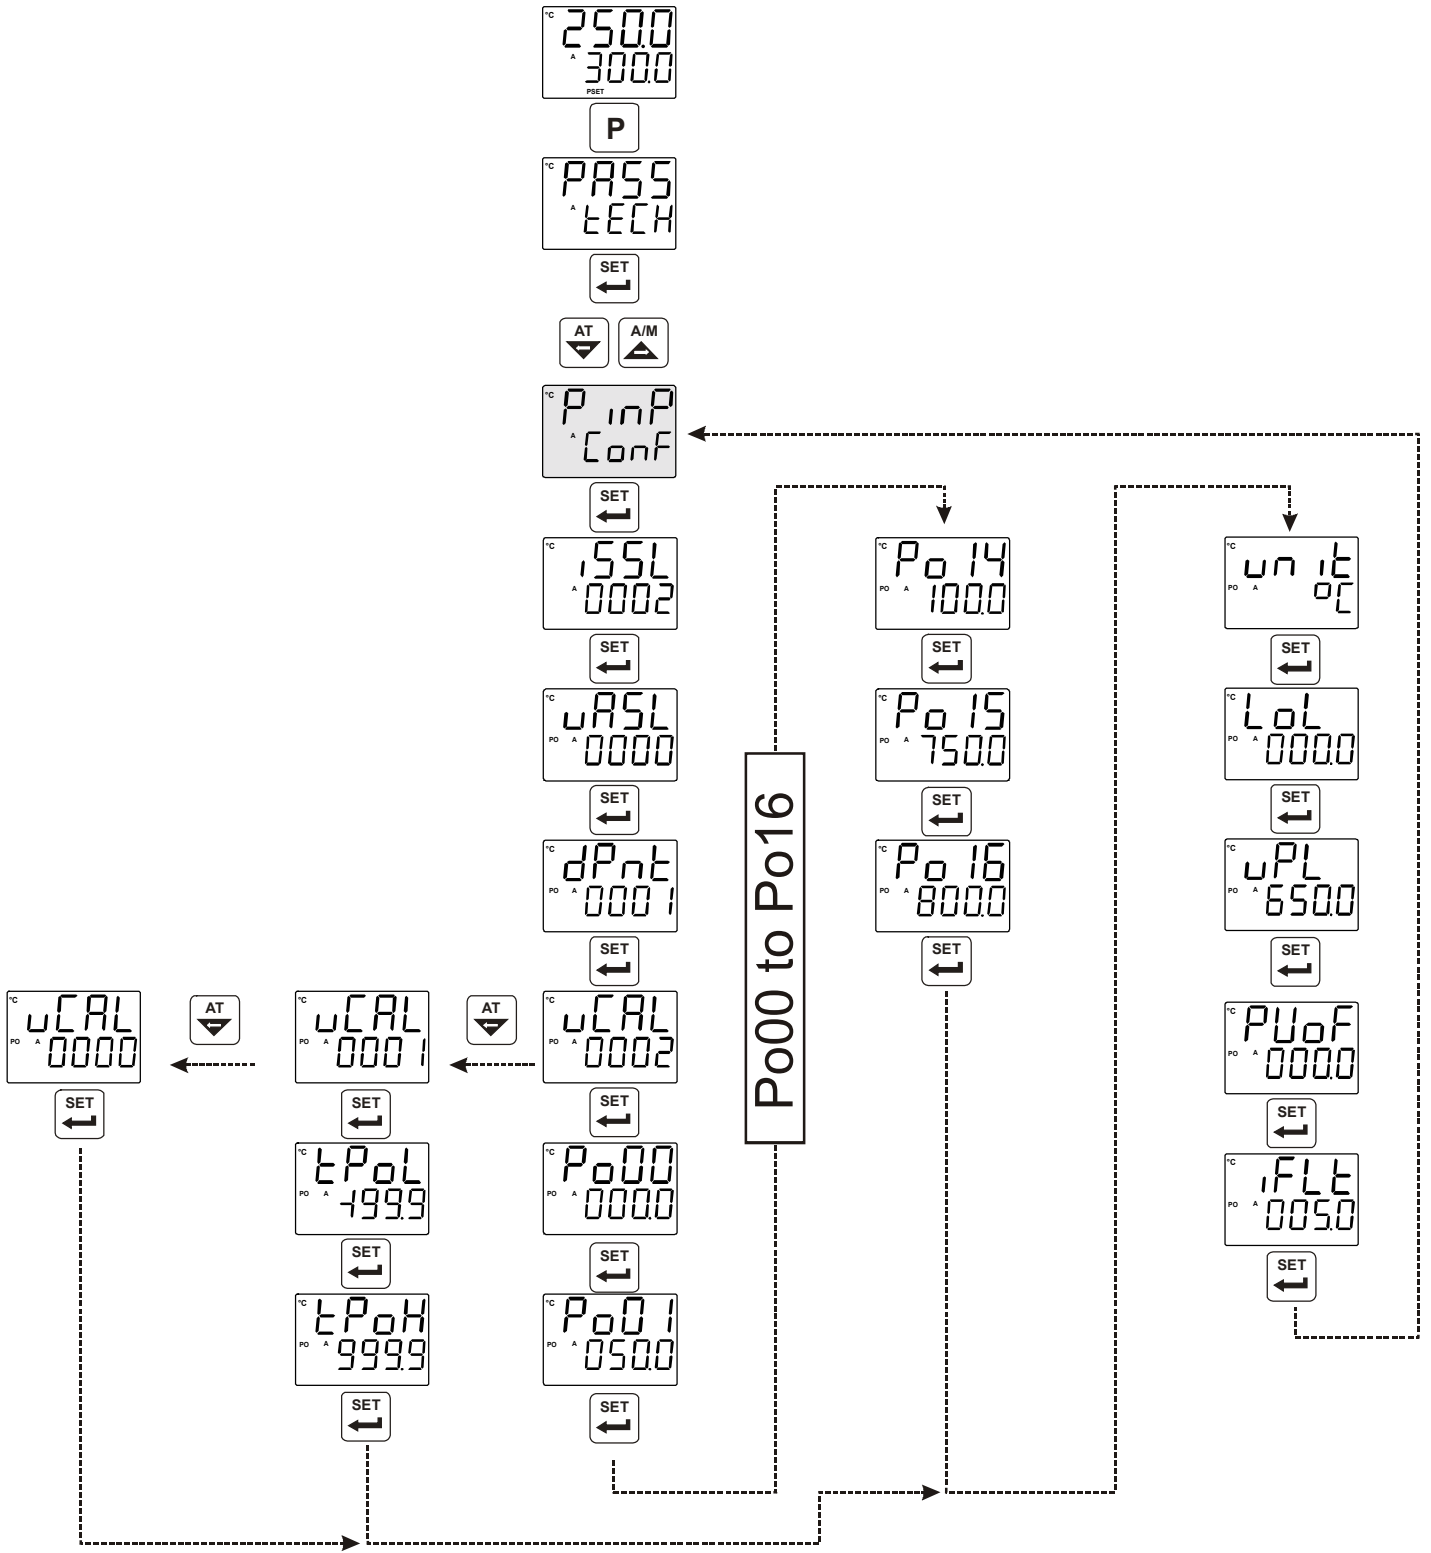 °C 250.0
A 300.0
PSET
P
°C PASS
A tECH
SET
AT A/M
°C P inP
A ConF
SET
°C iSSL
A 0002
SET
°C uASL
PO A 0000
SET
°C dPnt
PO A 0001
SET
°C uCAL
PO A 0002
AT
°C uCAL
PO A 0001
AT
°C uCAL
PO A 0000
SET
SET
°C tPoL
PO A -199.9
SET
°C tPoH
PO A 999.9
SET
SET
°C Po00
PO A 000.0
SET
°C Po01
PO A 050.0
SET
Po00 to Po16
°C Po14
PO A 100.0
SET
°C Po15
PO A 750.0
SET
°C Po16
PO A 800.0
SET
°C unit
PO A °C
SET
°C LoL
PO A 000.0
SET
°C uPL
PO A 650.0
SET
°C PUoF
PO A 000.0
SET
°C iFLt
PO A 005.0
SET